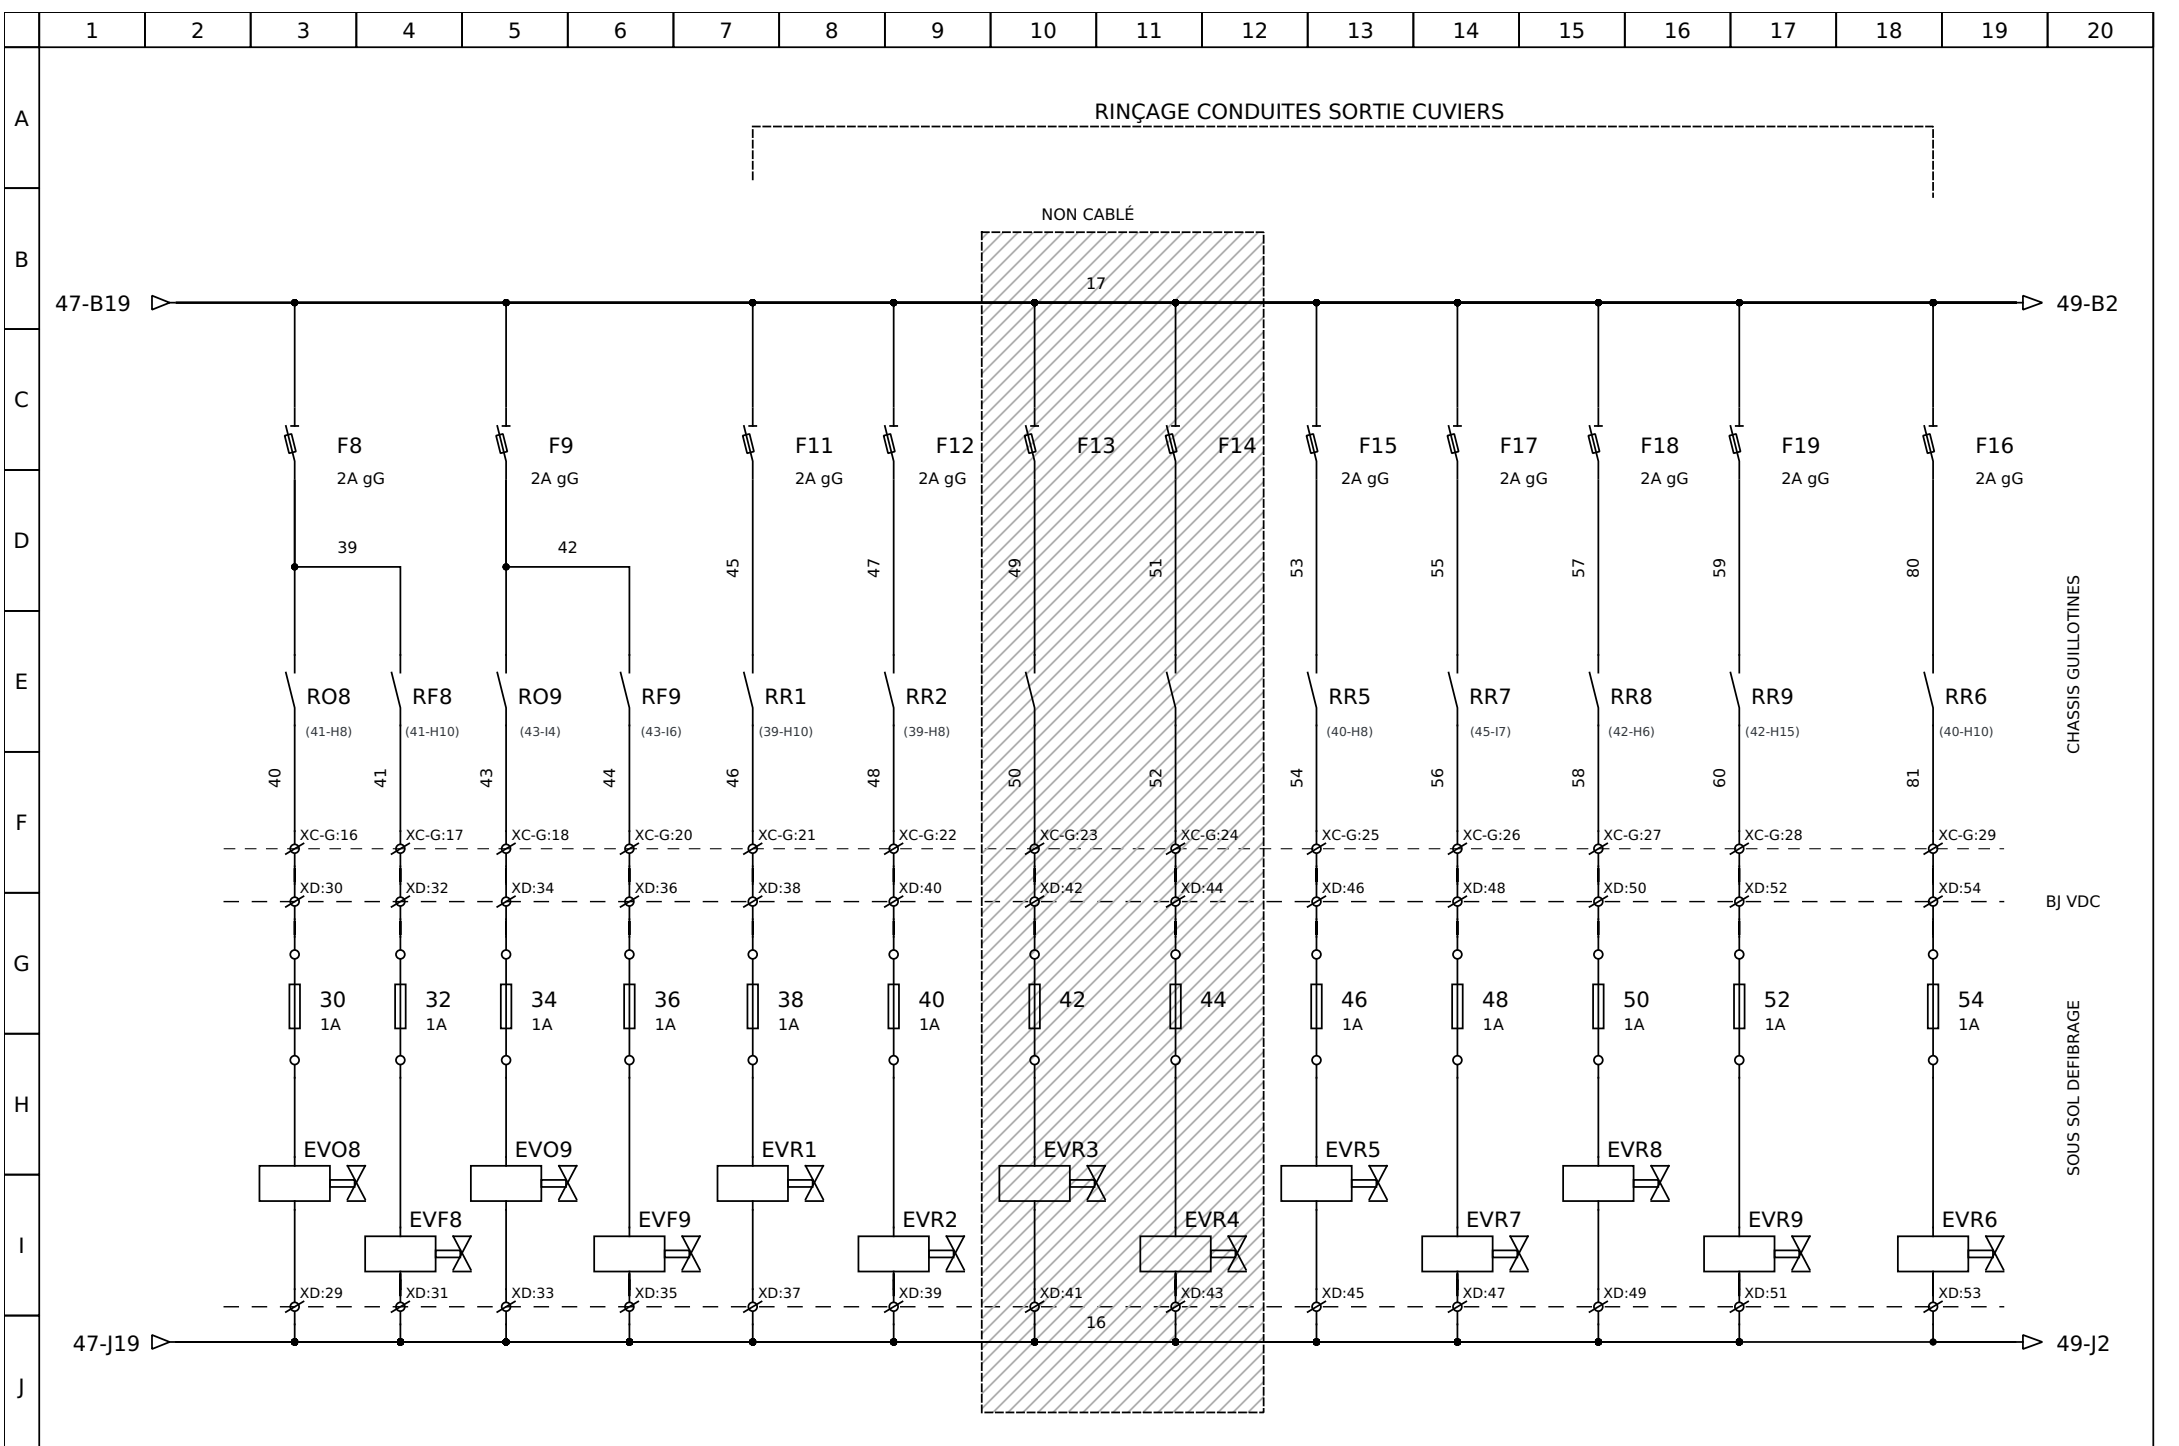 1 2 3 4 5 6 7 8 9 10 11 12 13 14 15 16 17 18 19 20
A
RINÇAGE CONDUITES SORTIE CUVIERS
NON CABLÉ
B
17
47-B19 49-B2
C
F8 F9 F11 F12 F13 F14 F15 F17 F18 F19 F16
2A gG 2A gG 2A gG 2A gG 2A gG 2A gG 2A gG 2A gG 2A gG
D
39 42
45 47 49 51 53 55 57 59 80
CHASSIS GUILLOTINES
E
RO8 RF8 RO9 RF9 RR1 RR2 RR5 RR7 RR8 RR9 RR6
(41-H8) (41-H10) (43-I4) (43-I6) (39-H10) (39-H8) (40-H8) (45-I7) (42-H6) (42-H15) (40-H10)
40 41 43 44 46 48 50 52 54 56 58 60 81
F
XC-G:16 XC-G:17 XC-G:18 XC-G:20 XC-G:21 XC-G:22 XC-G:23 XC-G:24 XC-G:25 XC-G:26 XC-G:27 XC-G:28 XC-G:29
XD:30 XD:32 XD:34 XD:36 XD:38 XD:40 XD:42 XD:44 XD:46 XD:48 XD:50 XD:52 XD:54
BJ VDC
G
30 32 34 36 38 40 42 44 46 48 50 52 54
1A 1A 1A 1A 1A 1A 1A 1A 1A 1A 1A
SOUS SOL DEFIBRAGE
H
EVO8 EVO9 EVR1 EVR3 EVR5 EVR8
EVF8 EVF9 EVR2 EVR4 EVR7 EVR9 EVR6
I
XD:29 XD:31 XD:33 XD:35 XD:37 XD:39 XD:41 XD:43 XD:45 XD:47 XD:49 XD:51 XD:53
16
47-J19 49-J2
J